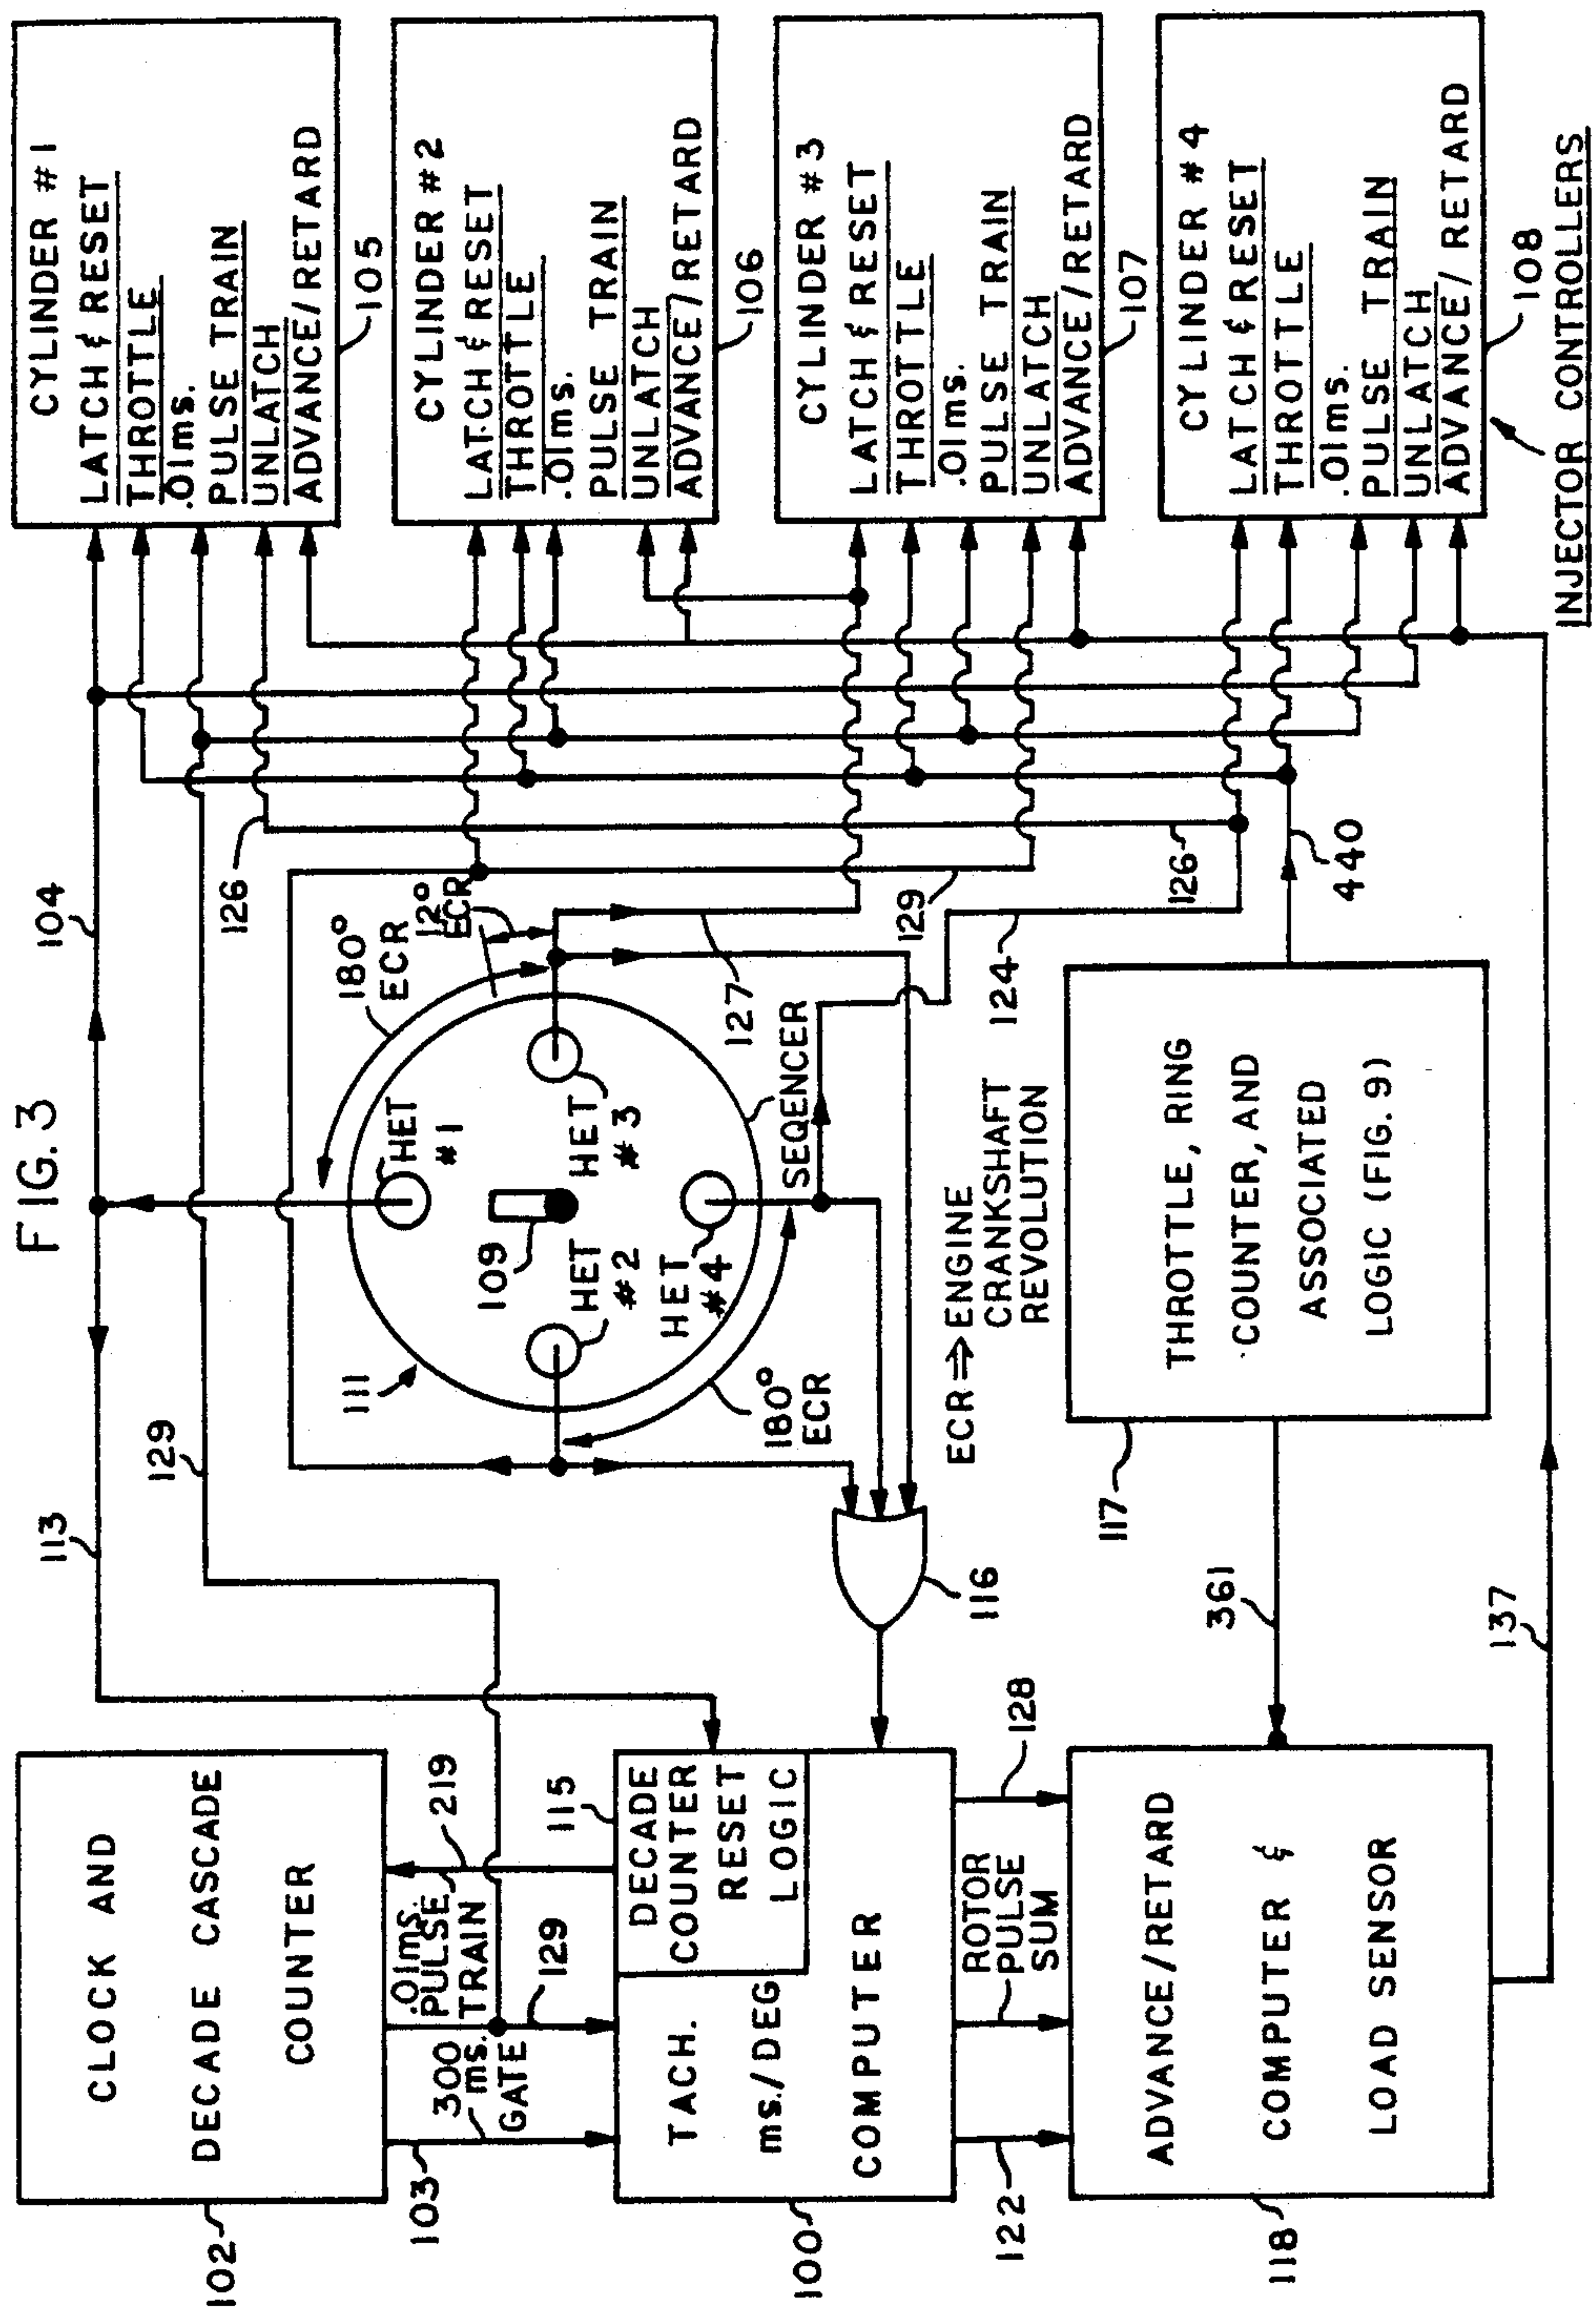 FIG. 3
CLOCK AND
DECADE CASCADE
COUNTER
102
103
300
ms.
GATE
.01ms.
PULSE
TRAIN
219
129
129
113
104
TACH.
ms./DEG
COMPUTER
100
DECADE
COUNTER
RESET
LOGIC
115
122
ROTOR
PULSE
SUM
128
ADVANCE/RETARD
COMPUTER &
LOAD SENSOR
118
111
109
HET
#1
HET
#2
HET
#3
HET
#4
180°
ECR
180°
ECR
12°
ECR
SEQENCER
116
ECR⇒ENGINE
CRANKSHAFT
REVOLUTION
THROTTLE, RING
COUNTER, AND
ASSOCIATED
LOGIC (FIG. 9)
117
361
137
440
124
127
129
126
126
CYLINDER #1
LATCH & RESET
THROTTLE
.01ms.
PULSE TRAIN
UNLATCH
ADVANCE/RETARD
105
CYLINDER #2
LATCH & RESET
THROTTLE
.01ms.
PULSE TRAIN
UNLATCH
ADVANCE/RETARD
106
CYLINDER #3
LATCH & RESET
THROTTLE
.01ms.
PULSE TRAIN
UNLATCH
ADVANCE/RETARD
107
CYLINDER #4
LATCH & RESET
THROTTLE
.01ms.
PULSE TRAIN
UNLATCH
ADVANCE/RETARD
108
INJECTOR CONTROLLERS